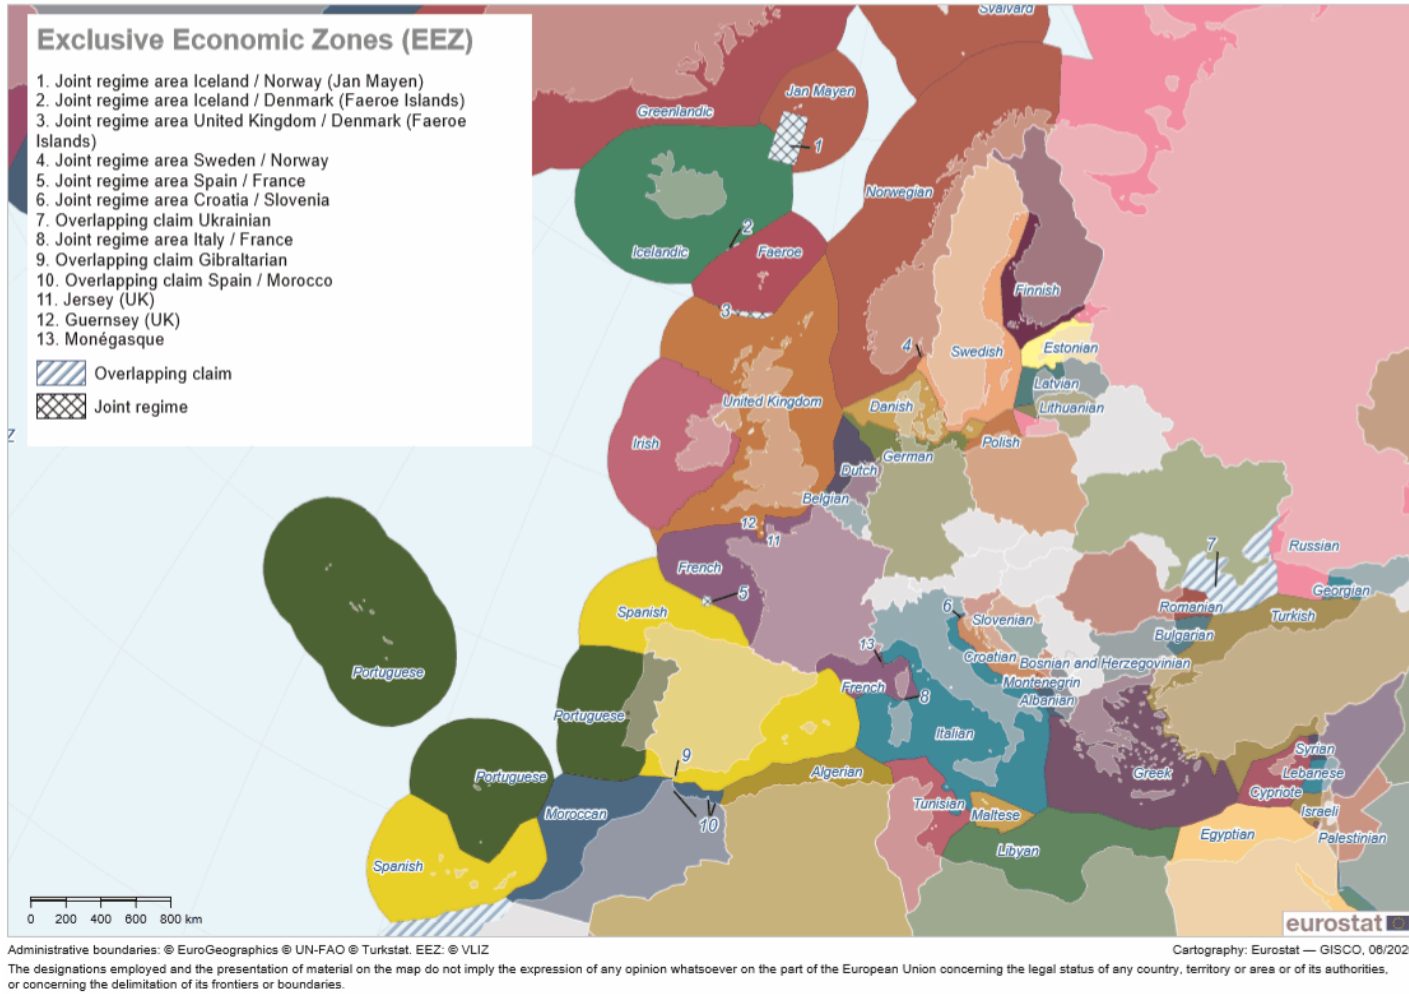 Svalvard
Exclusive Economic Zones (EEZ)
1. Joint regime area Iceland / Norway (Jan Mayen)
2. Joint regime area Iceland / Denmark (Faeroe Islands)
3. Joint regime area United Kingdom / Denmark (Faeroe
Islands)
4. Joint regime area Sweden / Norway
5. Joint regime area Spain / France
6. Joint regime area Croatia / Slovenia
7. Overlapping claim Ukrainian
8. Joint regime area Italy / France
9. Overlapping claim Gibraltarian
10. Overlapping claim Spain / Morocco
11. Jersey (UK)
12. Guernsey (UK)
13. Monégasque
Overlapping claim
Joint regime
Z
Jan Mayen
Greenlandic
1
Norwegian
2
Icelandic
Faeroe
Finnish
3
4
Swedish
Estonian
Latvian
Danish
Lithuanian
United Kingdom
Irish
Polish
German
Dutch
Belgian
12
11
7
Russian
French
5
Georgian
6
Romanian
Spanish
Slovenian
Turkish
Bulgarian
13
Croatian
Bosnian and Herzegovinian
Portuguese
French
Montenegrin
8
Albanian
Portuguese
Italian
9
Syrian
Portuguese
Algerian
Greek
Lebanese
Cypriote
Moroccan
10
Tunisian
Maltese
Israeli
Egyptian
Palestinian
Libyan
Spanish
0 200 400 600 800 km
eurostat
Administrative boundaries: © EuroGeographics © UN-FAO © Turkstat. EEZ: © VLIZ
Cartography: Eurostat — GISCO, 06/202
The designations employed and the presentation of material on the map do not imply the expression of any opinion whatsoever on the part of the European Union concerning the legal status of any country, territory or area or of its authorities,
or concerning the delimitation of its frontiers or boundaries.